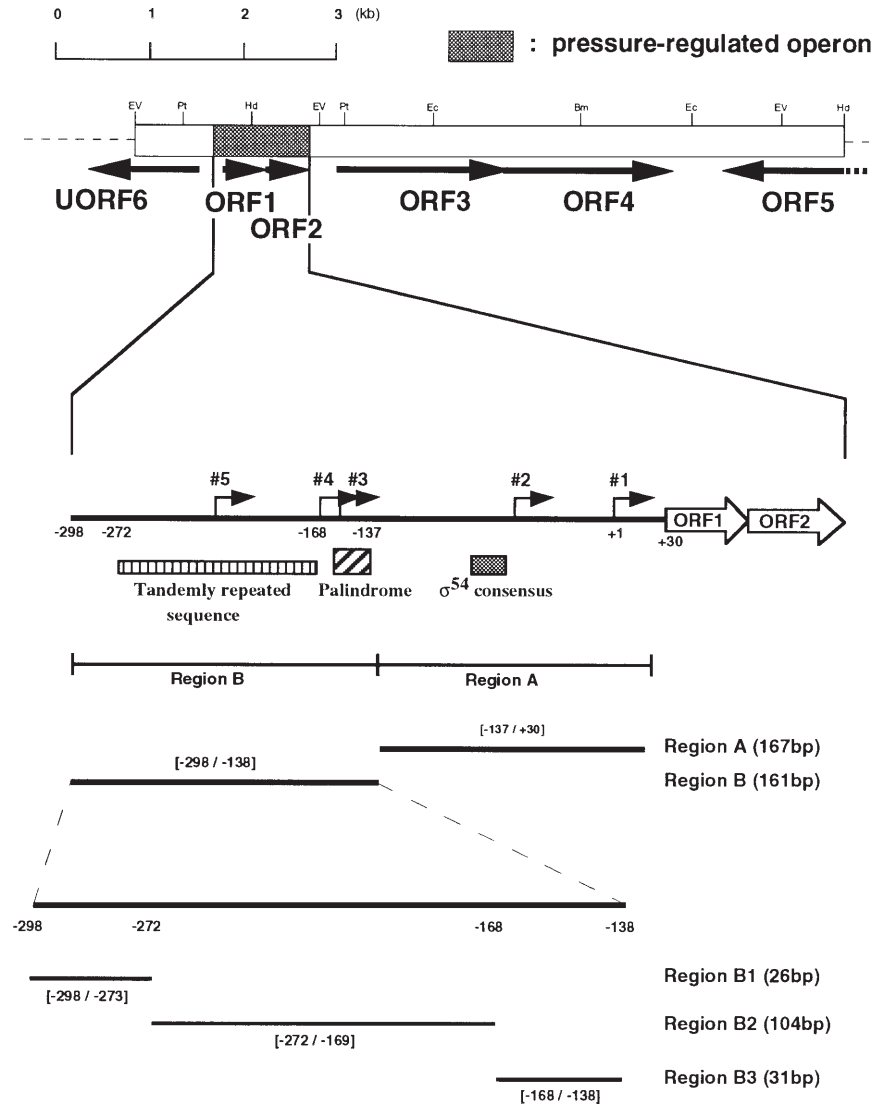 0 1 2 3 (kb)
: pressure-regulated operon
EV Pt Hd EV Pt Ec Bm Ec EV Hd
UORF6 ORF1 ORF3 ORF4 ORF5
ORF2
#5 #4 #3 #2 #1
ORF1 ORF2
-298 -272 -168 -137 +1 +30
Tandemly repeated Palindrome σ54 consensus
sequence
Region B Region A
[-137 / +30] Region A (167bp)
[-298 / -138] Region B (161bp)
-298 -272 -168 -138
Region B1 (26bp)
[-298 / -273]
Region B2 (104bp)
[-272 / -169]
Region B3 (31bp)
[-168 / -138]